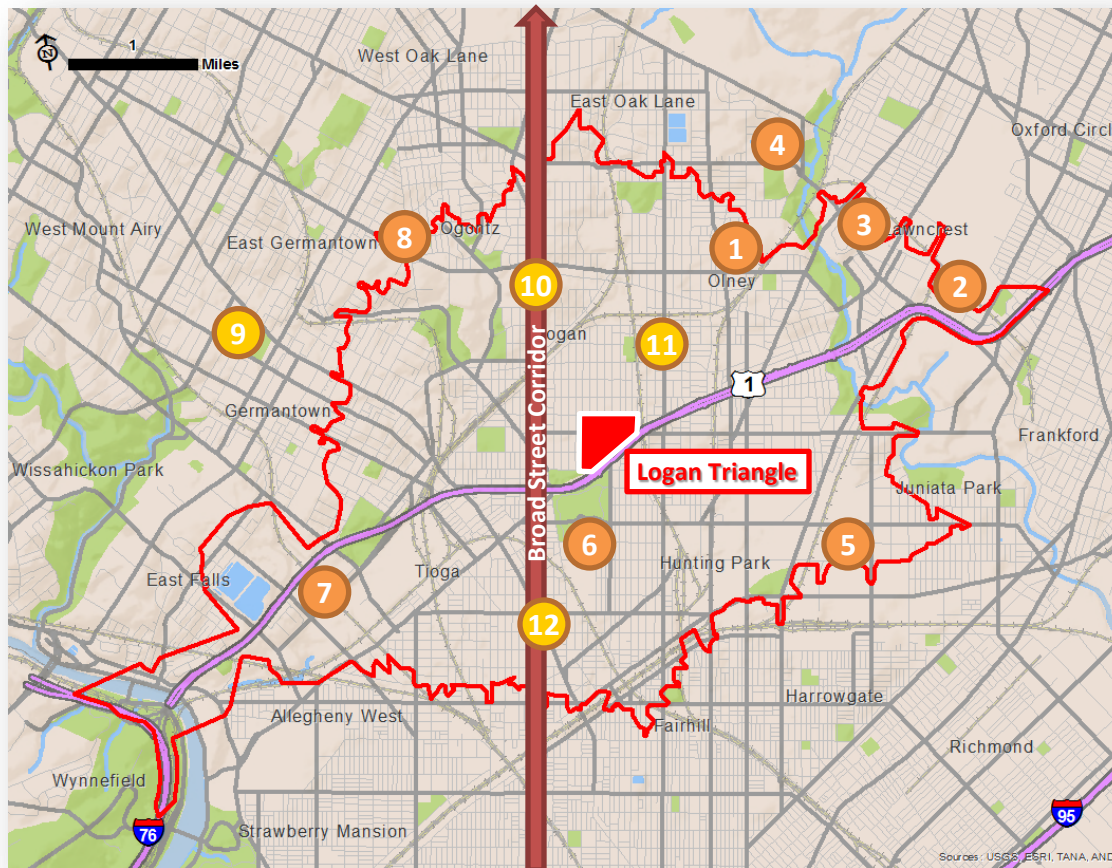 N
1
Miles
West Oak Lane
East Oak Lane
4
Oxford Circl
West Mount Airy
East Germantown
8
Ogontz
1
3
Lawncrest
Olney
2
10
9
ogan
11
1
Germantown
Frankford
Wissahickon Park
Logan Triangle
Juniata Park
Broad Street Corridor
6
5
Hunting Park
Tioga
East Falls
7
12
Harrowgate
Allegheny West
Fairhill
Richmond
Wynnefield
76
95
Strawberry Mansion
Sources: USGS, ESRI, TANA, AND